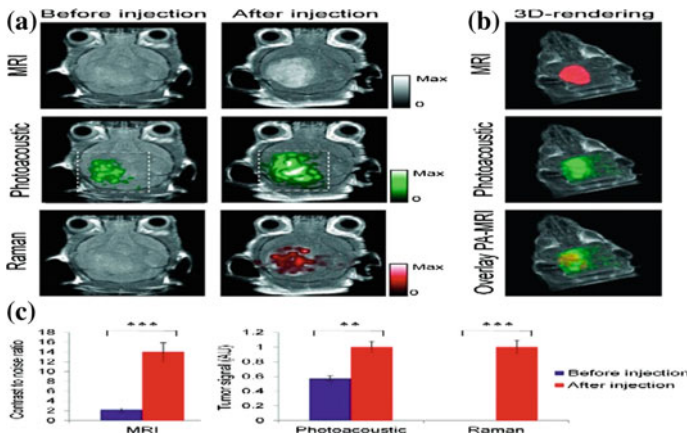 (a) Before injection After injection
(b) 3D-rendering
MRI
Max
0
MRI
Photoacoustic
Max
0
Photoacoustic
Raman
Max
0
Overlay PA-MRI
(c)
Contrast to noise ratio
18
16
14
12
10
8
6
4
2
***
MRI
Tumor signal (AU)
1.2
1
0.8
0.6
0.4
0.2
0
**
***
Photoacoustic Raman
Before injection
After injection